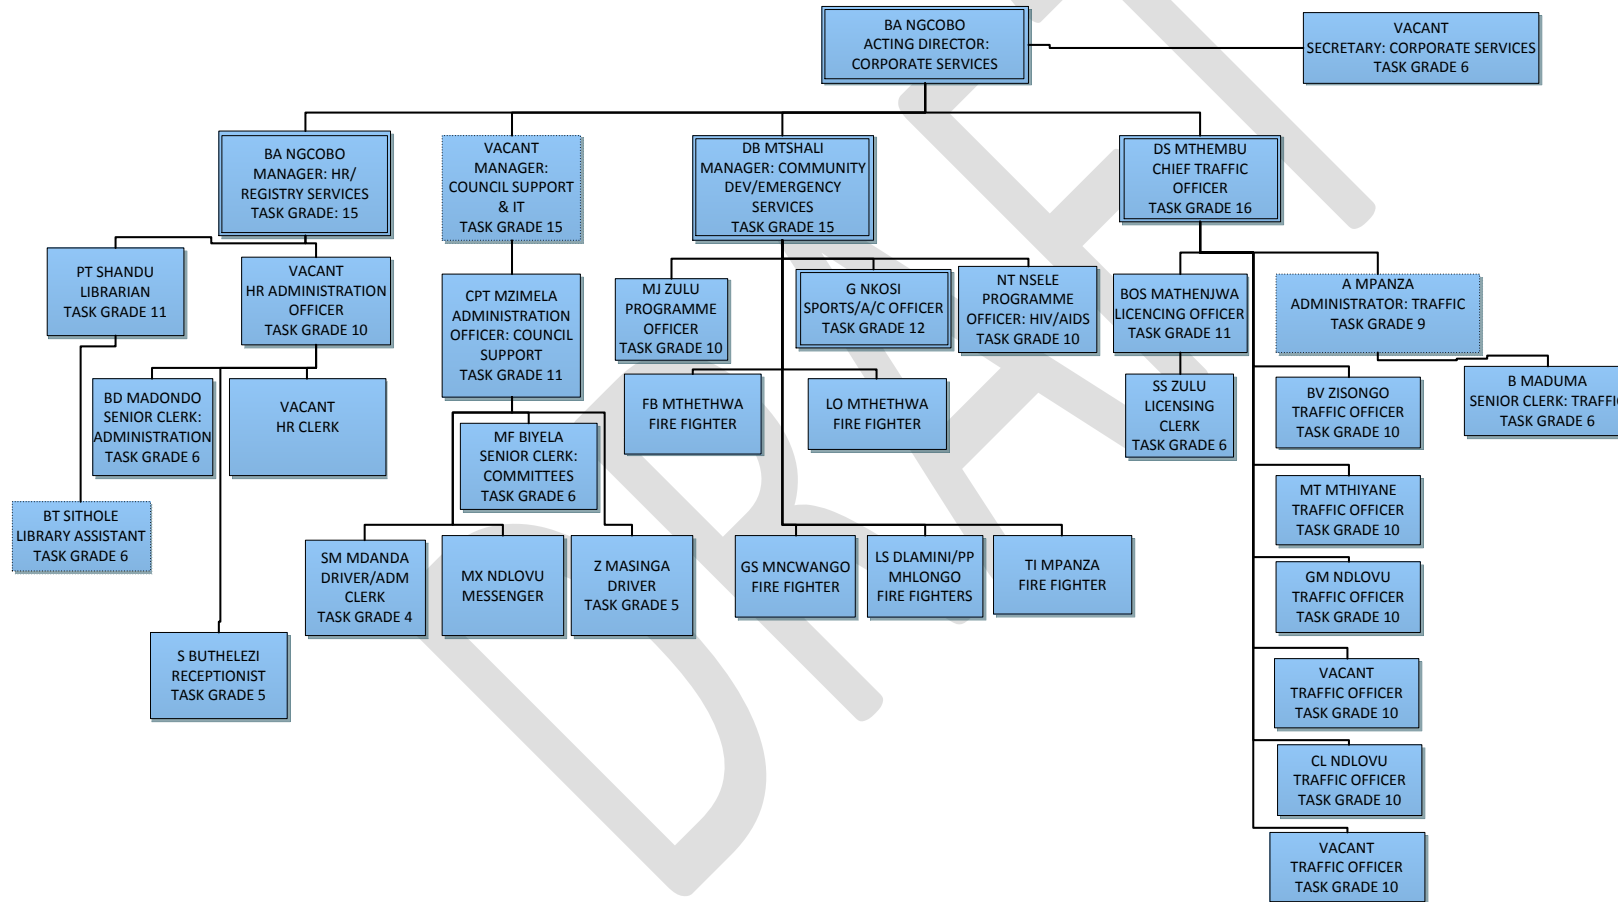 BA NGCOBO
ACTING DIRECTOR:
CORPORATE SERVICES
VACANT
SECRETARY: CORPORATE SERVICES
TASK GRADE 6
BA NGCOBO
MANAGER: HR/
REGISTRY SERVICES
TASK GRADE: 15
VACANT
MANAGER:
COUNCIL SUPPORT
& IT
TASK GRADE 15
DB MTSHALI
MANAGER: COMMUNITY
DEV/EMERGENCY
SERVICES
TASK GRADE 15
DS MTHEMBU
CHIEF TRAFFIC
OFFICER
TASK GRADE 16
PT SHANDU
LIBRARIAN
TASK GRADE 11
VACANT
HR ADMINISTRATION
OFFICER
TASK GRADE 10
CPT MZIMELA
ADMINISTRATION
OFFICER: COUNCIL
SUPPORT
TASK GRADE 11
MJ ZULU
PROGRAMME
OFFICER
TASK GRADE 10
G NKOSI
SPORTS/A/C OFFICER
TASK GRADE 12
NT NSELE
PROGRAMME
OFFICER: HIV/AIDS
TASK GRADE 10
BOS MATHENJWA
LICENCING OFFICER
TASK GRADE 11
A MPANZA
ADMINISTRATOR: TRAFFIC
TASK GRADE 9
BD MADONDO
SENIOR CLERK:
ADMINISTRATION
TASK GRADE 6
VACANT
HR CLERK
MF BIYELA
SENIOR CLERK:
COMMITTEES
TASK GRADE 6
FB MTHETHWA
FIRE FIGHTER
LO MTHETHWA
FIRE FIGHTER
SS ZULU
LICENSING
CLERK
TASK GRADE 6
BV ZISONGO
TRAFFIC OFFICER
TASK GRADE 10
B MADUMA
SENIOR CLERK: TRAFFIC
TASK GRADE 6
BT SITHOLE
LIBRARY ASSISTANT
TASK GRADE 6
SM MDANDA
DRIVER/ADM
CLERK
TASK GRADE 4
MX NDLOVU
MESSENGER
Z MASINGA
DRIVER
TASK GRADE 5
GS MNCWANGO
FIRE FIGHTER
LS DLAMINI/PP
MHLONGO
FIRE FIGHTERS
TI MPANZA
FIRE FIGHTER
MT MTHIYANE
TRAFFIC OFFICER
TASK GRADE 10
GM NDLOVU
TRAFFIC OFFICER
TASK GRADE 10
S BUTHELEZI
RECEPTIONIST
TASK GRADE 5
VACANT
TRAFFIC OFFICER
TASK GRADE 10
CL NDLOVU
TRAFFIC OFFICER
TASK GRADE 10
VACANT
TRAFFIC OFFICER
TASK GRADE 10
DRAFT